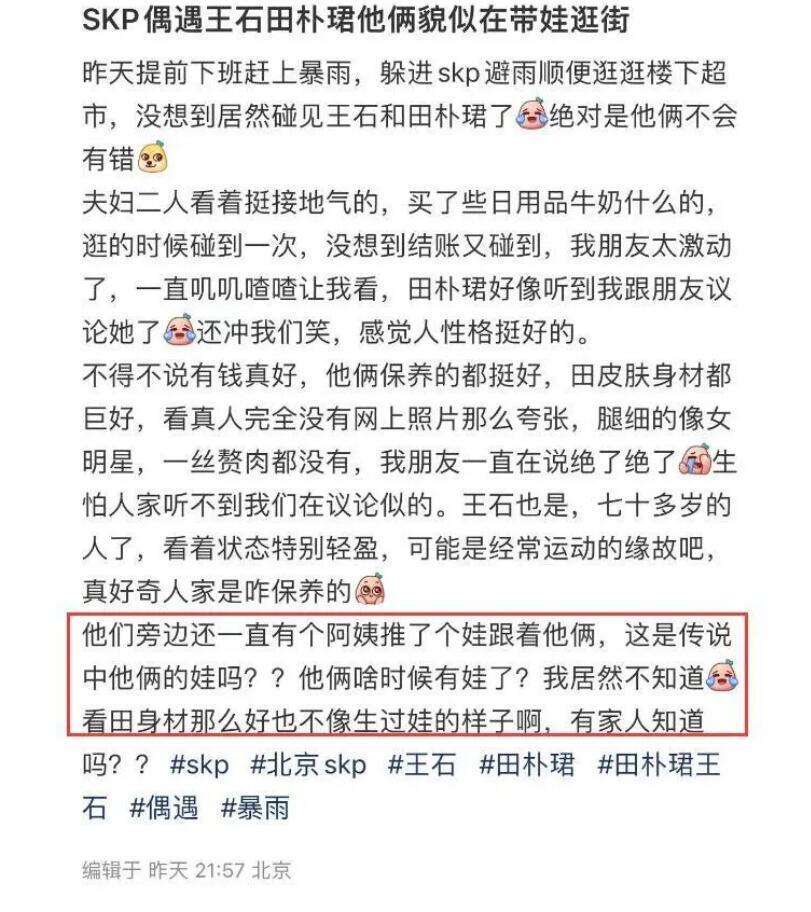 SKP偶遇王石田朴珺他俩貌似在带娃逛街
昨天提前下班赶上暴雨，躲进skp避雨顺便逛逛楼下超
市，没想到居然碰见王石和田朴珺了😂绝对是他俩不会
有错
夫妇二人看着挺接地气的，买了些日用品牛奶什么的，
逛的时候碰到一次，没想到结账又碰到，我朋友太激动
了，一直叽叽喳喳让我看，田朴珺好像听到我跟朋友议
论她了😂还冲我们笑，感觉人性格挺好的。
不得不说有钱真好，他俩保养的都挺好，田皮肤身材都
巨好，看真人完全没有网上照片那么夸张，腿细的像女
明星，一丝赘肉都没有，我朋友一直在说绝了绝了生
怕人家听不到我们在议论似的。王石也是，七十多岁的
人了，看着状态特别轻盈，可能是经常运动的缘故吧，
真好奇人家是咋保养的
他们旁边还一直有个阿姨推了个娃跟着他俩，这是传说
中他俩的娃吗？？他俩啥时候有娃了？我居然不知道😂
看田身材那么好也不像生过娃的样子啊，有家人知道
吗？？ #skp #北京skp #王石 #田朴珺 #田朴珺王
石 #偶遇 #暴雨
编辑于 昨天 21:57 北京